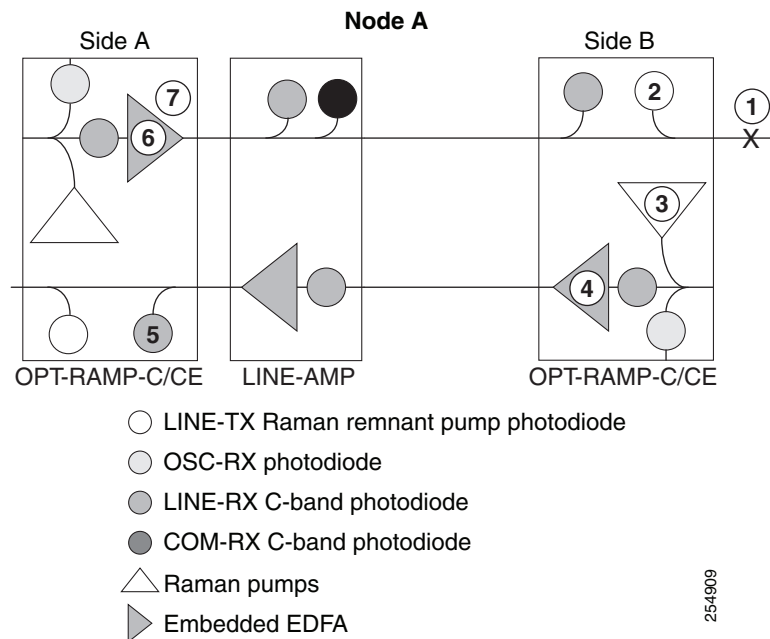 Node A
Side A
Side B
7
2
1
6
X
3
4
5
OPT-RAMP-C/CE
LINE-AMP
OPT-RAMP-C/CE
LINE-TX Raman remnant pump photodiode
OSC-RX photodiode
LINE-RX C-band photodiode
COM-RX C-band photodiode
Raman pumps
Embedded EDFA
254909